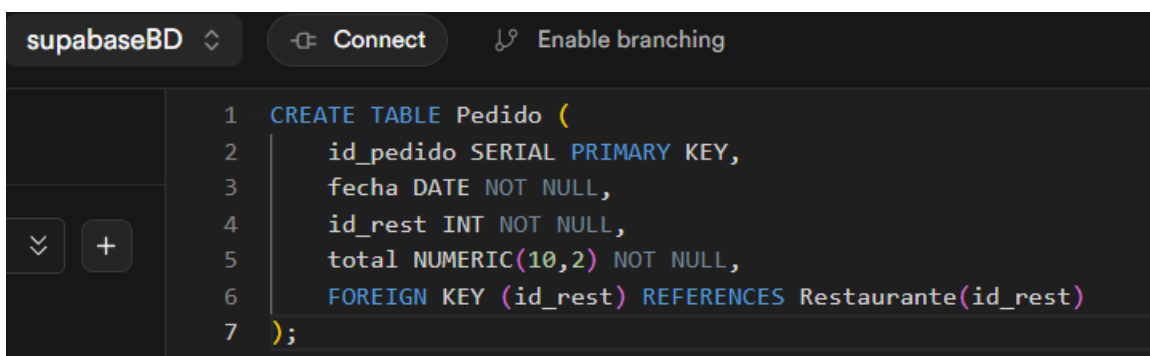 supabaseBD Connect Enable branching
1 CREATE TABLE Pedido (
2 id_pedido SERIAL PRIMARY KEY,
3 fecha DATE NOT NULL,
4 id_rest INT NOT NULL,
5 total NUMERIC(10,2) NOT NULL,
6 FOREIGN KEY (id_rest) REFERENCES Restaurante(id_rest)
7 );